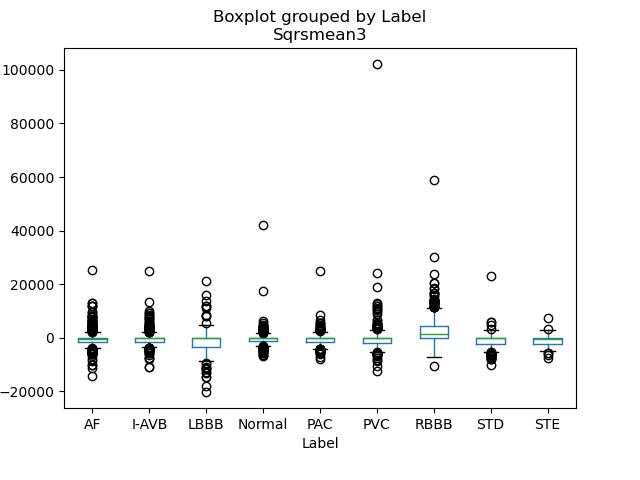 Boxplot grouped by Label
Sqrsmean3
100000
80000
60000
40000
20000
0
−20000
AF I-AVB LBBB Normal PAC PVC RBBB STD STE
Label